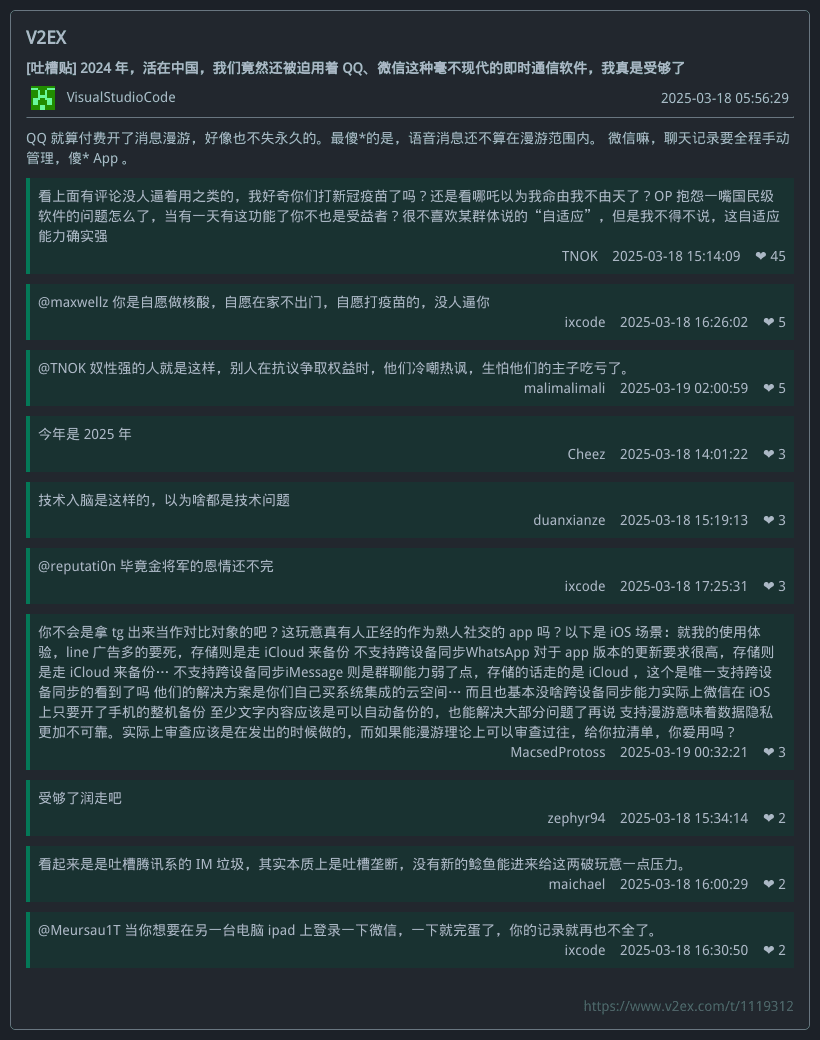 V2EX
[吐槽贴] 2024 年，活在中国，我们竟然还被迫用着 QQ、微信这种毫不现代的即时通信软件，我真是受够了
VisualStudioCode 2025-03-18 05:56:29
QQ 就算付费开了消息漫游，好像也不失永久的。最傻*的是，语音消息还不算在漫游范围内。 微信嘛，聊天记录要全程手动
管理，傻* App 。
看上面有评论没人逼着用之类的，我好奇你们打新冠疫苗了吗？还是看哪吒以为我命由我不由天了？OP 抱怨一嘴国民级
软件的问题怎么了，当有一天有这功能了你不也是受益者？很不喜欢某群体说的“自适应”，但是我不得不说，这自适应
能力确实强
TNOK 2025-03-18 15:14:09 ❤ 45
@maxwellz 你是自愿做核酸，自愿在家不出门，自愿打疫苗的，没人逼你
ixcode 2025-03-18 16:26:02 ❤ 5
@TNOK 奴性强的人就是这样，别人在抗议争取权益时，他们冷嘲热讽，生怕他们的主子吃亏了。
malimalimali 2025-03-19 02:00:59 ❤ 5
今年是 2025 年
Cheez 2025-03-18 14:01:22 ❤ 3
技术入脑是这样的，以为啥都是技术问题
duanxianze 2025-03-18 15:19:13 ❤ 3
@reputati0n 毕竟金将军的恩情还不完
ixcode 2025-03-18 17:25:31 ❤ 3
你不会是拿 tg 出来当作对比对象的吧？这玩意真有人正经的作为熟人社交的 app 吗？以下是 iOS 场景：就我的使用体
验，line 广告多的要死，存储则是走 iCloud 来备份 不支持跨设备同步WhatsApp 对于 app 版本的更新要求很高，存储则
是走 iCloud 来备份… 不支持跨设备同步iMessage 则是群聊能力弱了点，存储的话走的是 iCloud ，这个是唯一支持跨设
备同步的看到了吗 他们的解决方案是你们自己买系统集成的云空间… 而且也基本没啥跨设备同步能力实际上微信在 iOS
上只要开了手机的整机备份 至少文字内容应该是可以自动备份的，也能解决大部分问题了再说 支持漫游意味着数据隐私
更加不可靠。实际上审查应该是在发出的时候做的，而如果能漫游理论上可以审查过往，给你拉清单，你爱用吗？
MacsedProtoss 2025-03-19 00:32:21 ❤ 3
受够了润走吧
zephyr94 2025-03-18 15:34:14 ❤ 2
看起来是是吐槽腾讯系的 IM 垃圾，其实本质上是吐槽垄断，没有新的鲶鱼能进来给这两破玩意一点压力。
maichael 2025-03-18 16:00:29 ❤ 2
@Meursau1T 当你想要在另一台电脑 ipad 上登录一下微信，一下就完蛋了，你的记录就再也不全了。
ixcode 2025-03-18 16:30:50 ❤ 2
https://www.v2ex.com/t/1119312